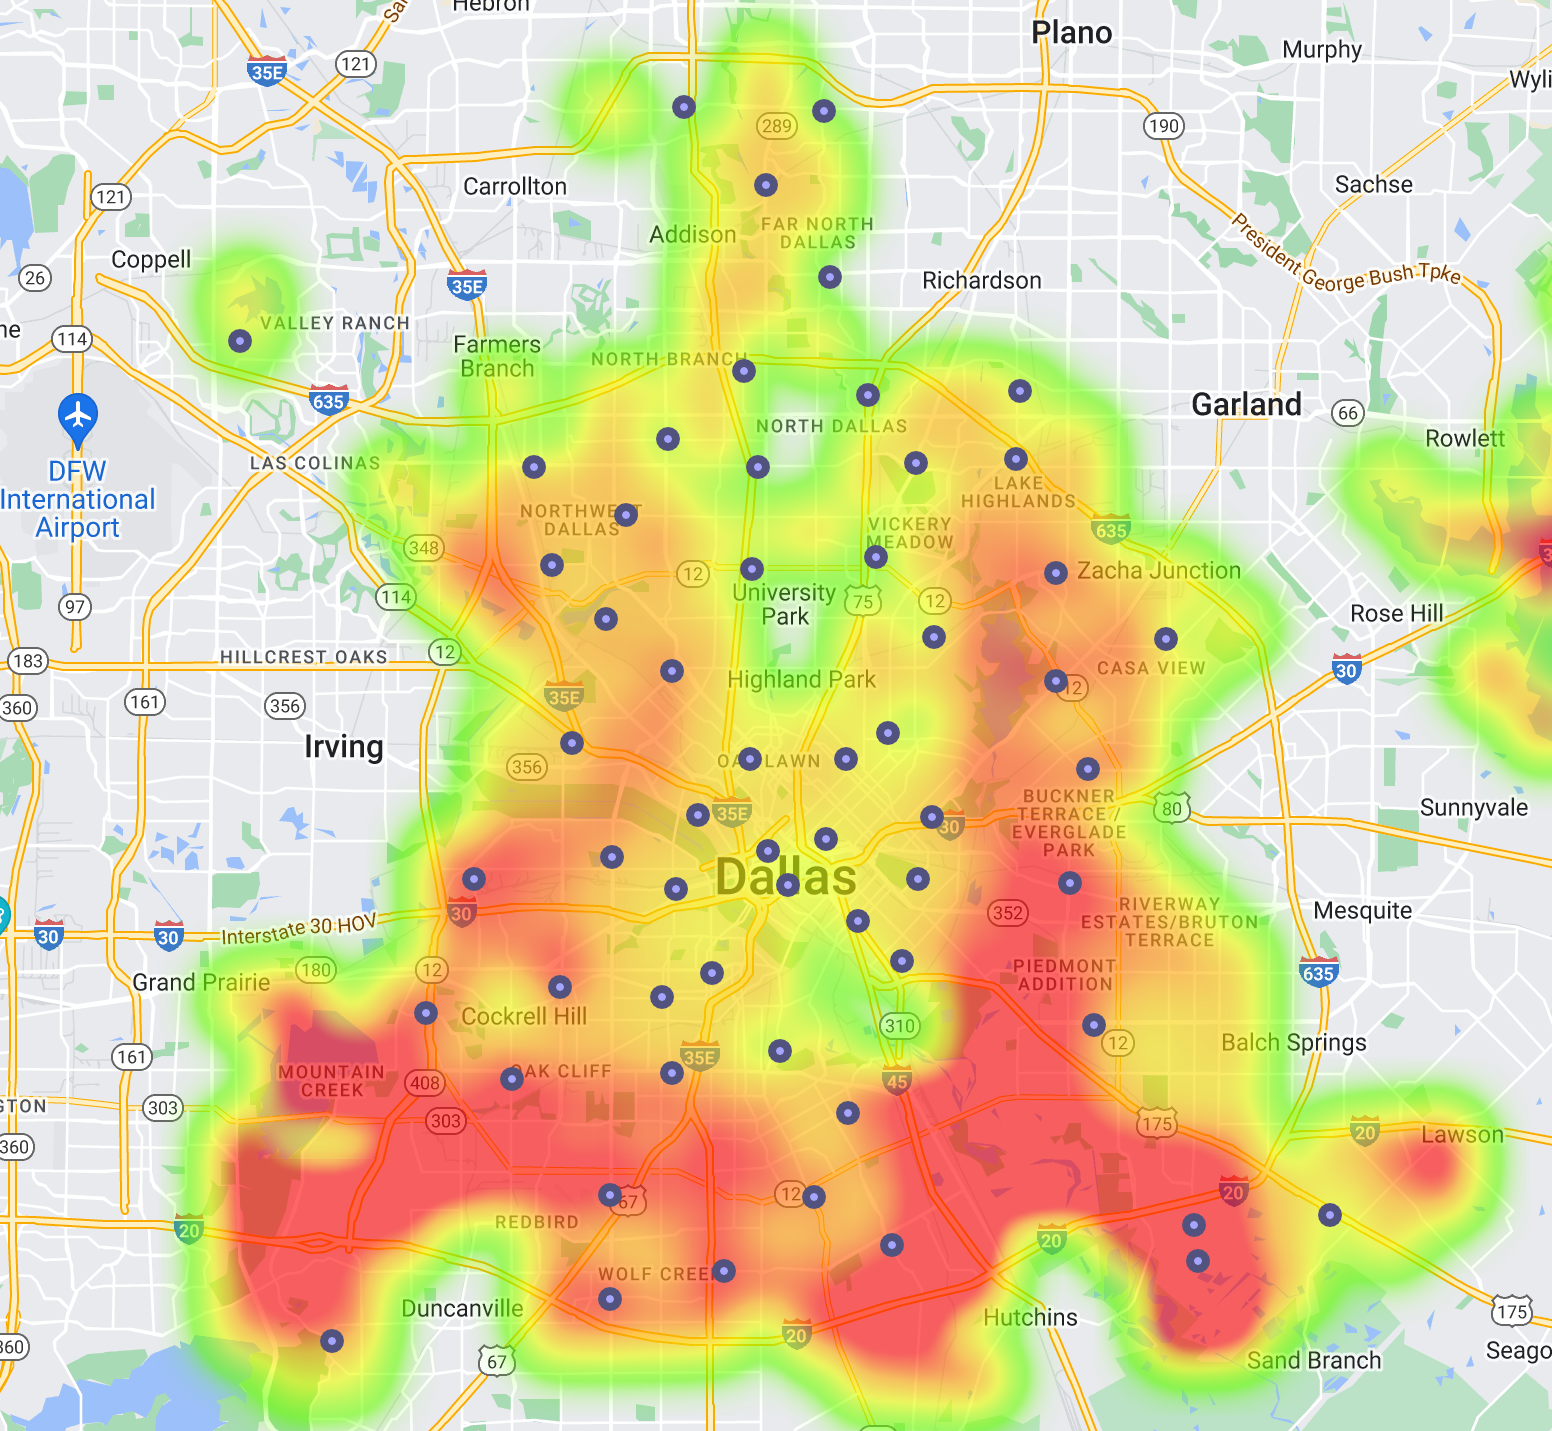 Hebron
Plano
Murphy
Wyli
35E
121
289
190
Carrollton
Sachse
121
FAR NORTH
DALLAS
Addison
President George Bush Tpke
Coppell
26
35E
Richardson
VALLEY RANCH
114
Farmers
Branch
NORTH BRANCH
635
Garland
66
NORTH DALLAS
Rowlett
LAS COLINAS
DFW
International
Airport
LAKE
HIGHLANDS
NORTHWEST
DALLAS
VICKERY
MEADOW
635
348
12
Zacha Junction
114
University
Park
75
12
97
Rose Hill
HILLCREST OAKS
12
183
30
CASA VIEW
Highland Park
12
35E
161
360
356
Irving
OAK LAWN
356
BUCKNER
TERRACE /
EVERGLADE
PARK
80
Sunnyvale
35E
30
Dallas
352
RIVERWAY
ESTATES/BRUTON
TERRACE
Mesquite
30
Interstate 30 HOV
30
30
PIEDMONT
ADDITION
635
Grand Prairie
180
12
Cockrell Hill
310
12
Balch Springs
161
35E
MOUNTAIN
CREEK
408
OAK CLIFF
45
303
303
175
20
Lawson
360
12
67
20
REDBIRD
20
20
WOLF CREEK
Duncanville
Hutchins
175
20
360
67
Sand Branch
Seago